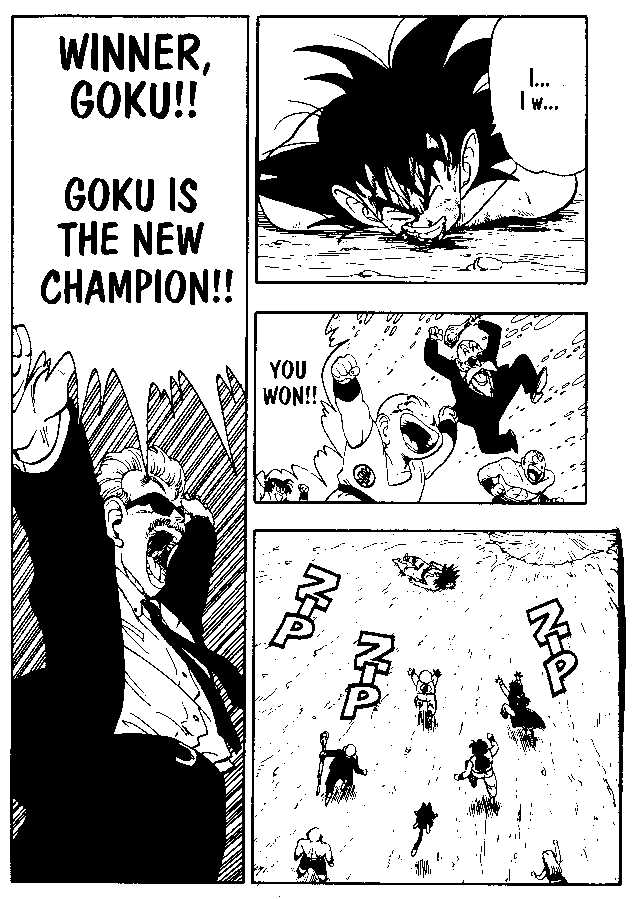 WINNER,
GOKU!!
GOKU IS
THE NEW
CHAMPION!!
I...
I w...
YOU
WON!!
ZIP
ZIP
ZIP